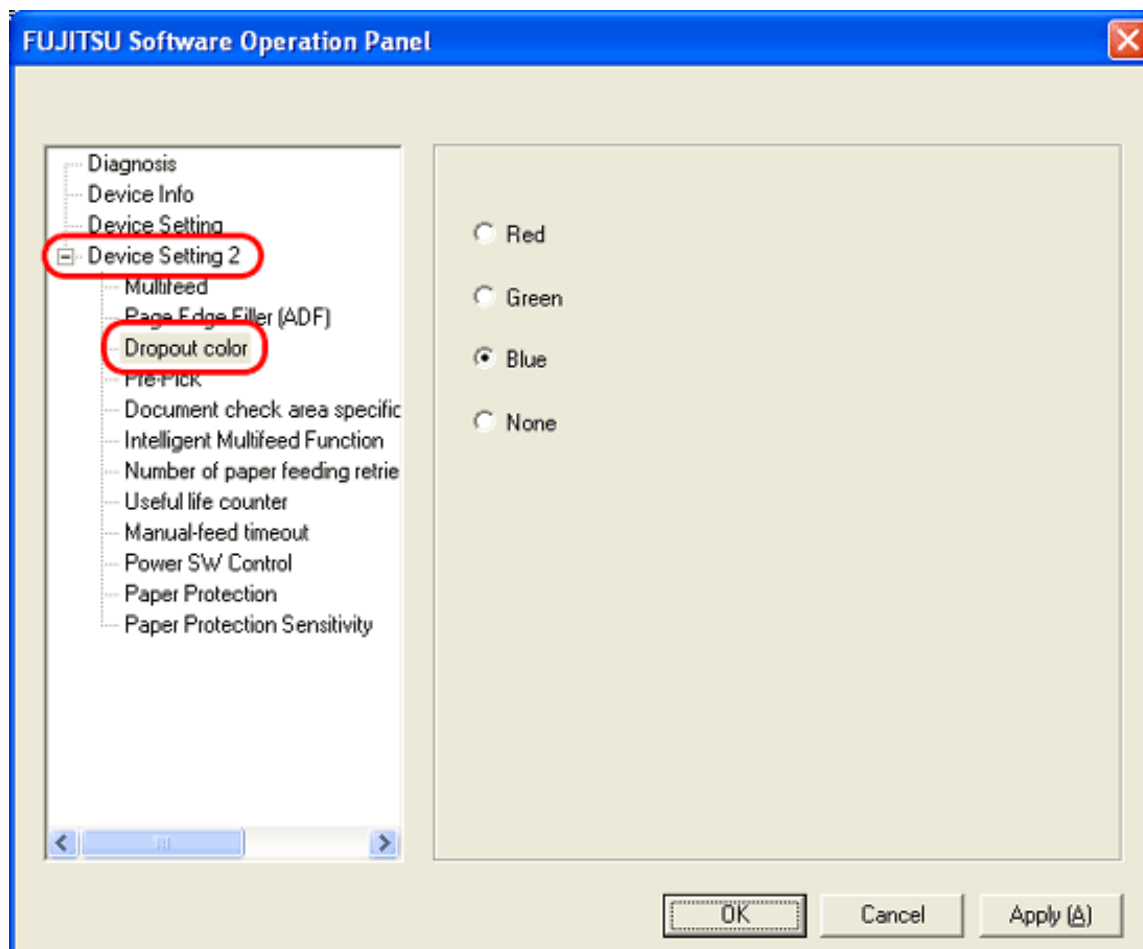 FUJITSU Software Operation Panel
Diagnosis
Device Info
Device Setting
Device Setting 2
Multifeed
Page Edge Filler (ADF)
Dropout color
Pre-Pick
Document check area specific
Intelligent Multifeed Function
Number of paper feeding retrie
Useful life counter
Manual-feed timeout
Power SW Control
Paper Protection
Paper Protection Sensitivity
Red
Green
Blue
None
OK Cancel Apply (A)